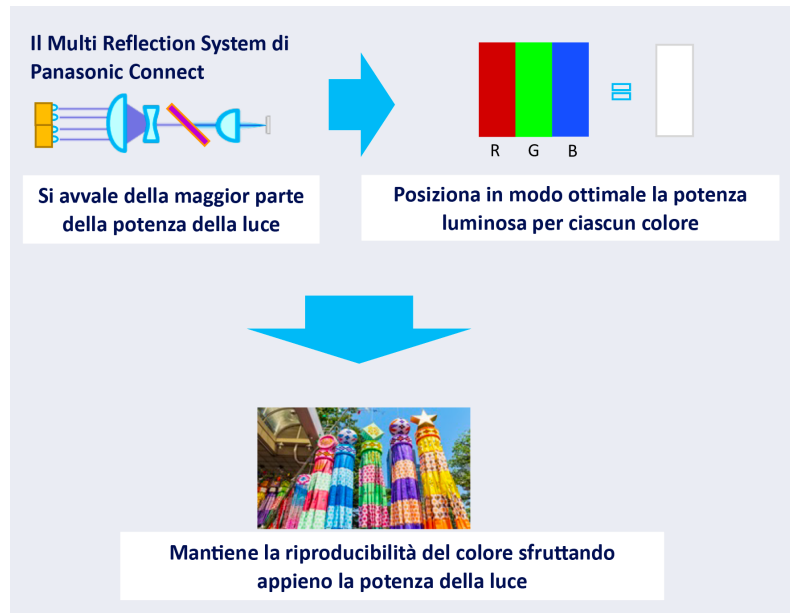 Il Multi Reflection System di
Panasonic Connect
R G B
Si avvale della maggior parte
della potenza della luce
Posiziona in modo ottimale la potenza
luminosa per ciascun colore
Mantiene la riproducibilità del colore sfruttando
appieno la potenza della luce